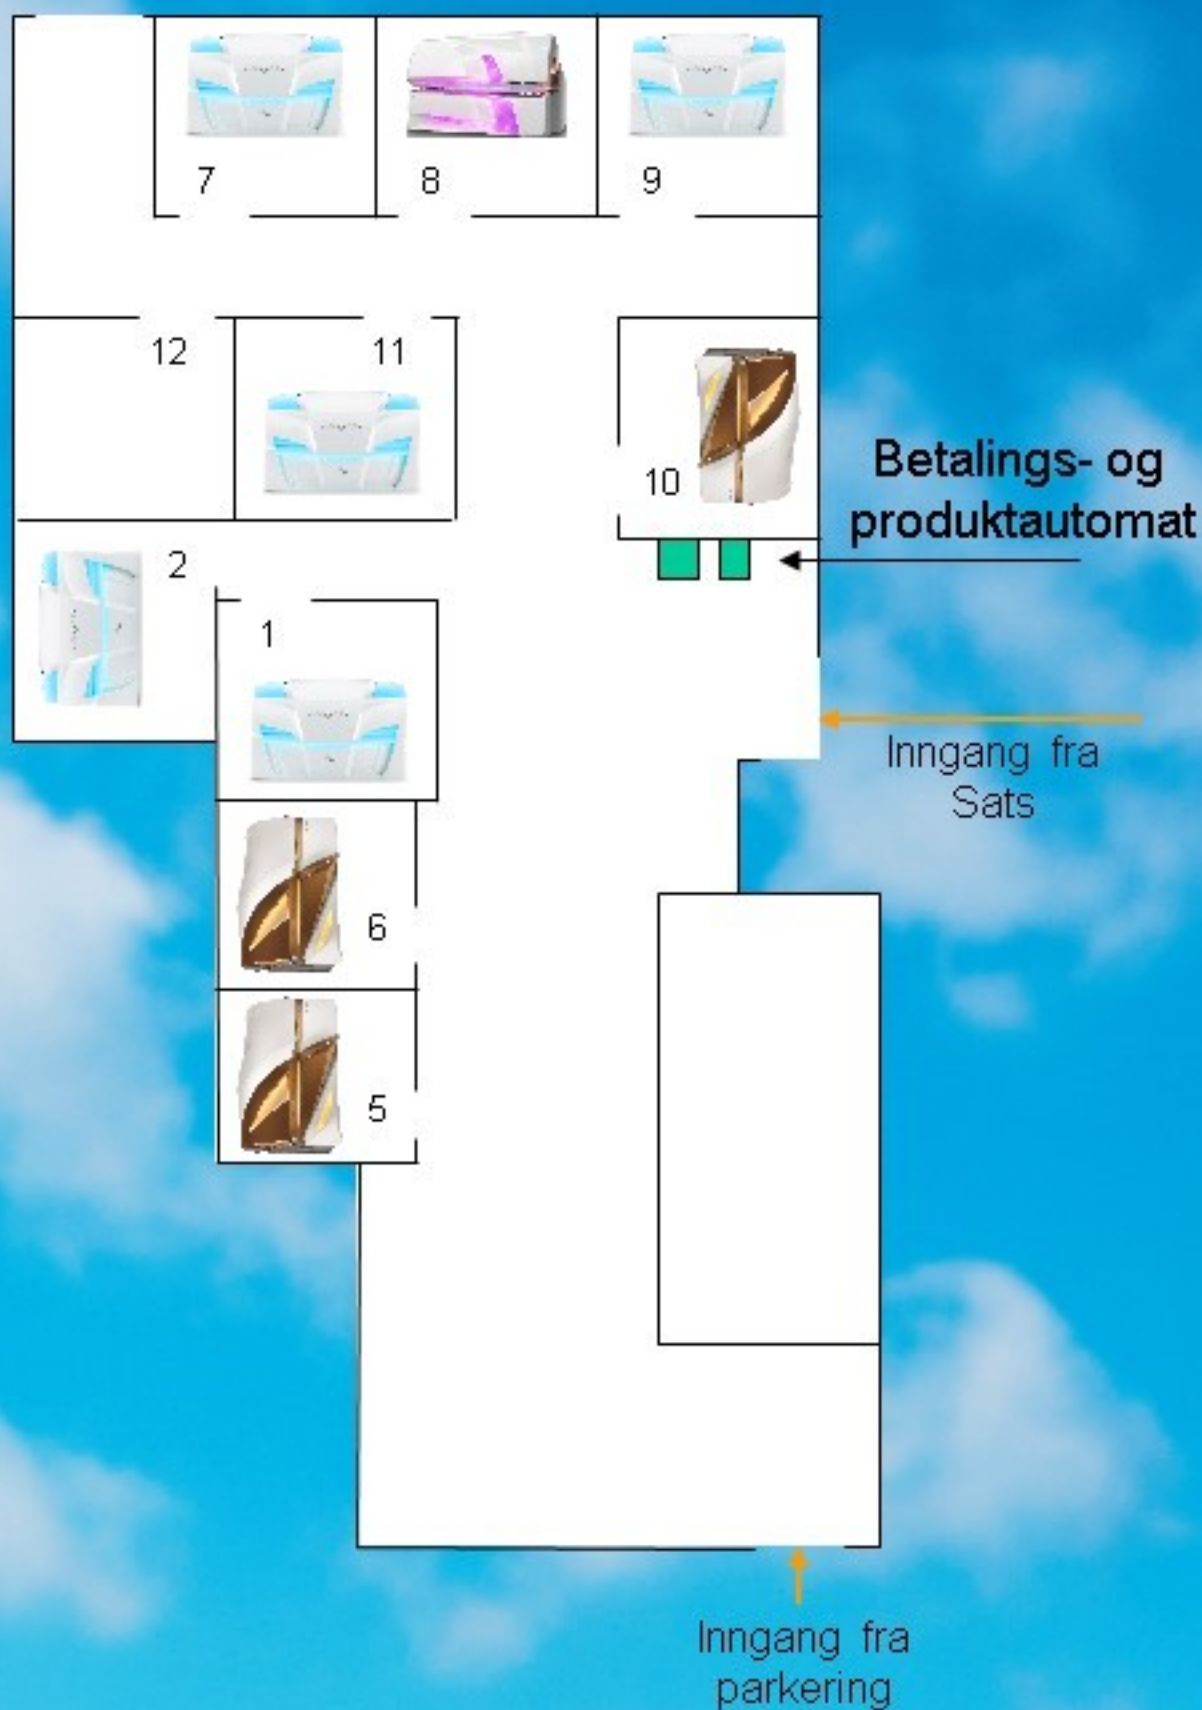 7
8
9
12
11
10
Betalings- og
produktautomat
2
1
Inngang fra
Sats
6
5
Inngang fra
parkering